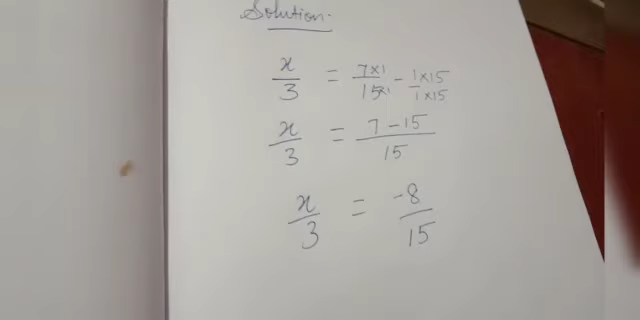 Solution.
x/3 = 7×1/15×1 - 1×15/1×15
x/3 = 7-15/15
x/3 = -8/15